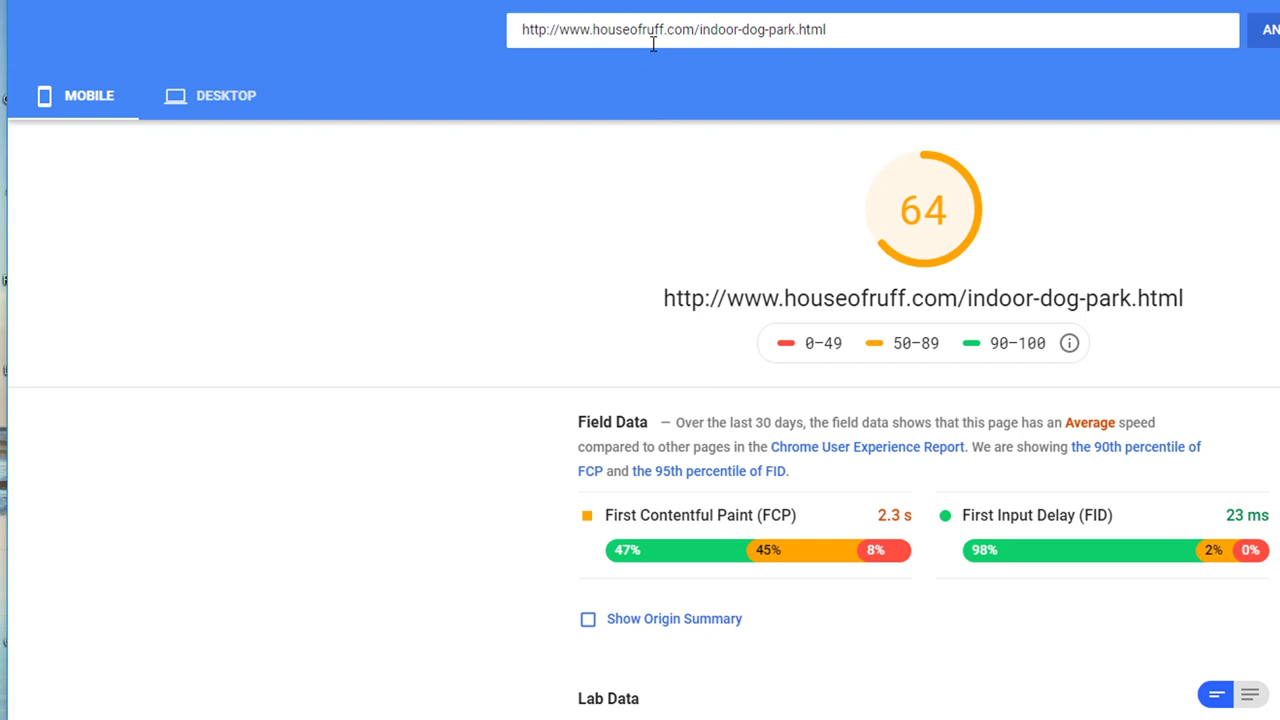 http://www.houseofruff.com/indoor-dog-park.html
AN
MOBILE
DESKTOP
64
http://www.houseofruff.com/indoor-dog-park.html
0–49 50–89 90–100
Field Data — Over the last 30 days, the field data shows that this page has an Average speed
compared to other pages in the Chrome User Experience Report. We are showing the 90th percentile of
FCP and the 95th percentile of FID.
First Contentful Paint (FCP) 2.3 s
47% 45% 8%
First Input Delay (FID) 23 ms
98% 2% 0%
Show Origin Summary
Lab Data